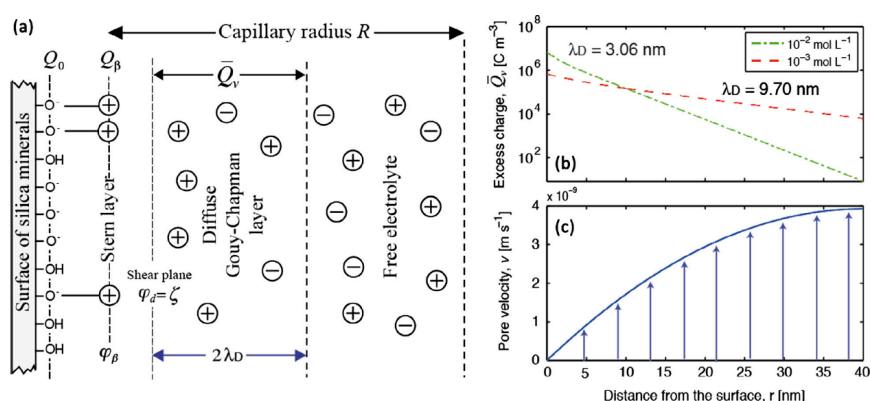 (a)
Capillary radius R
Q₀
Qβ
Q̄ᵥ
Surface of silica minerals
O⁻
O⁻
OH
O⁻
O⁻
O⁻
OH
O⁻
OH
OH
Stern layer
Diffuse
Gouy-Chapman
layer
Free electrolyte
Shear plane
φd = ζ
φβ
2λD
Excess charge, Q̄ᵥ [C m⁻³]
10⁸
10⁶
10⁴
10²
λD = 3.06 nm
10⁻² mol L⁻¹
10⁻³ mol L⁻¹
λD = 9.70 nm
(b)
x 10⁻⁹
Pore velocity, v [m s⁻¹]
4
3
2
1
0
(c)
0 5 10 15 20 25 30 35 40
Distance from the surface, r [nm]